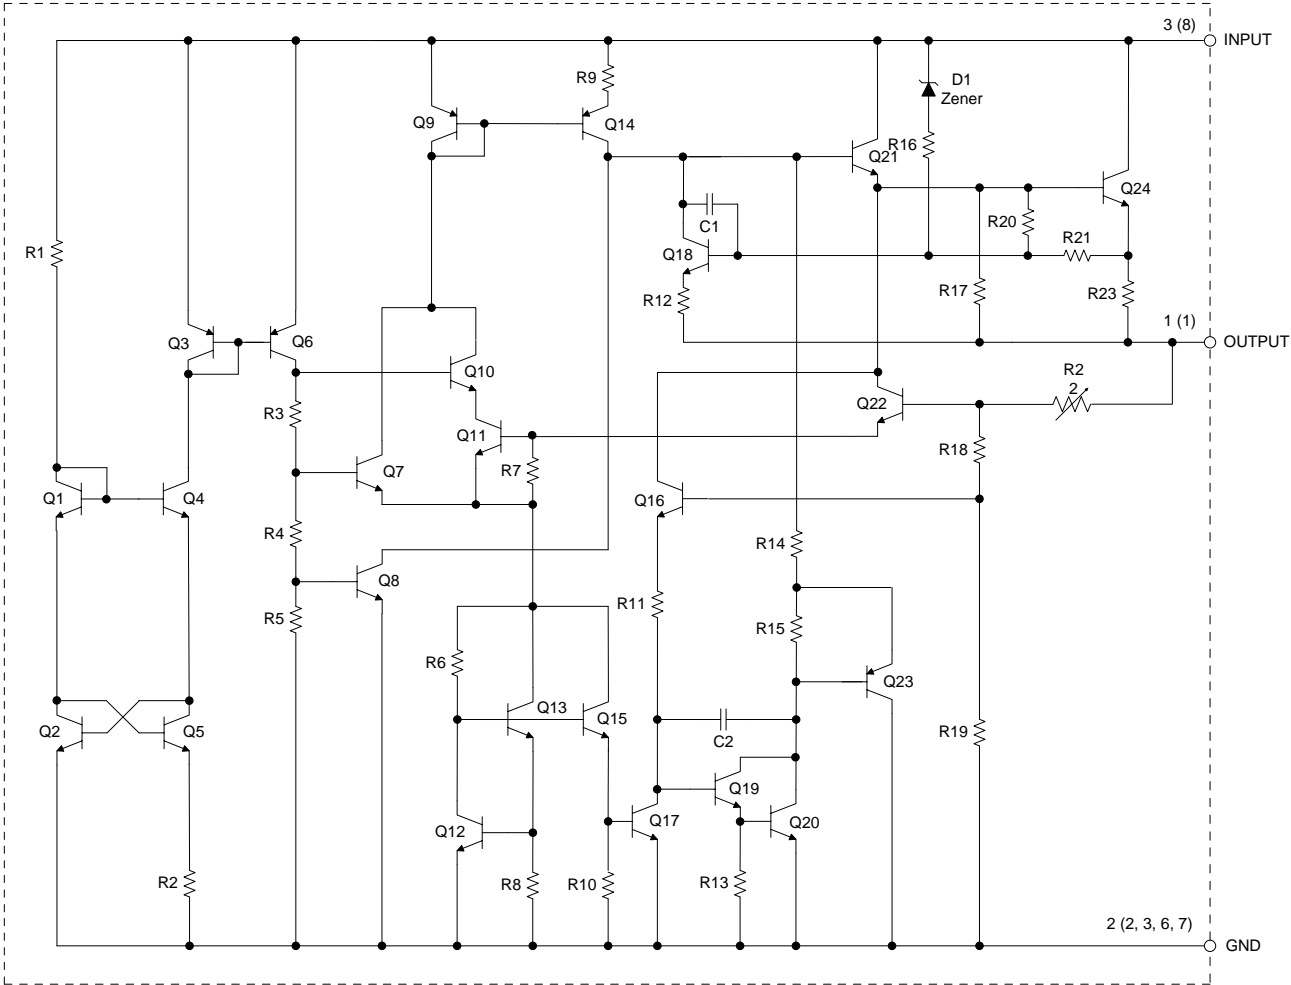 3 (8)
INPUT
D1
Zener
R9
Q9
Q14
Q21
R16
Q24
R20
C1
R21
R1
Q18
R17
R23
R12
1 (1)
OUTPUT
Q3
Q6
Q10
R2
2
Q22
R3
Q11
R18
R7
Q7
Q1
Q4
Q16
R4
R14
Q8
R11
R5
R15
R6
Q23
Q13
Q15
Q2
Q5
C2
R19
Q19
Q12
Q17
Q20
R2
R8
R10
R13
2 (2, 3, 6, 7)
GND